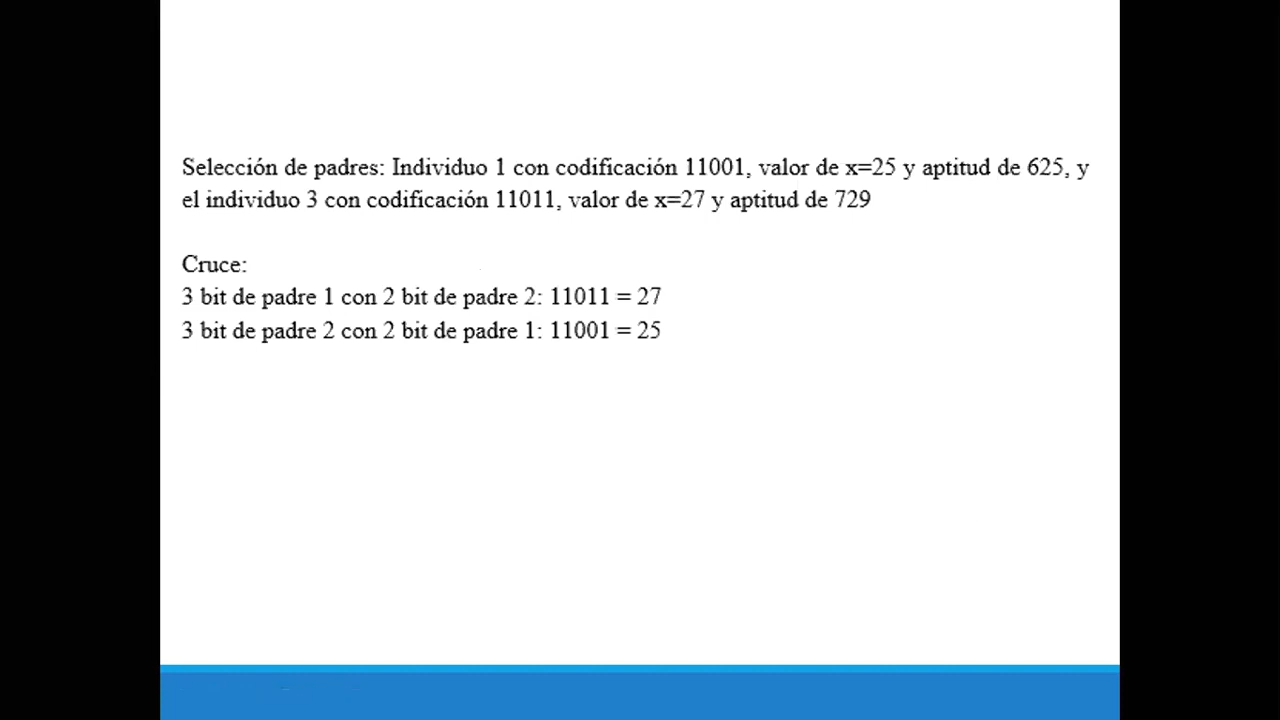 Selección de padres: Individuo 1 con codificación 11001, valor de x=25 y aptitud de 625, y
el individuo 3 con codificación 11011, valor de x=27 y aptitud de 729
Cruce:
3 bit de padre 1 con 2 bit de padre 2: 11011 = 27
3 bit de padre 2 con 2 bit de padre 1: 11001 = 25